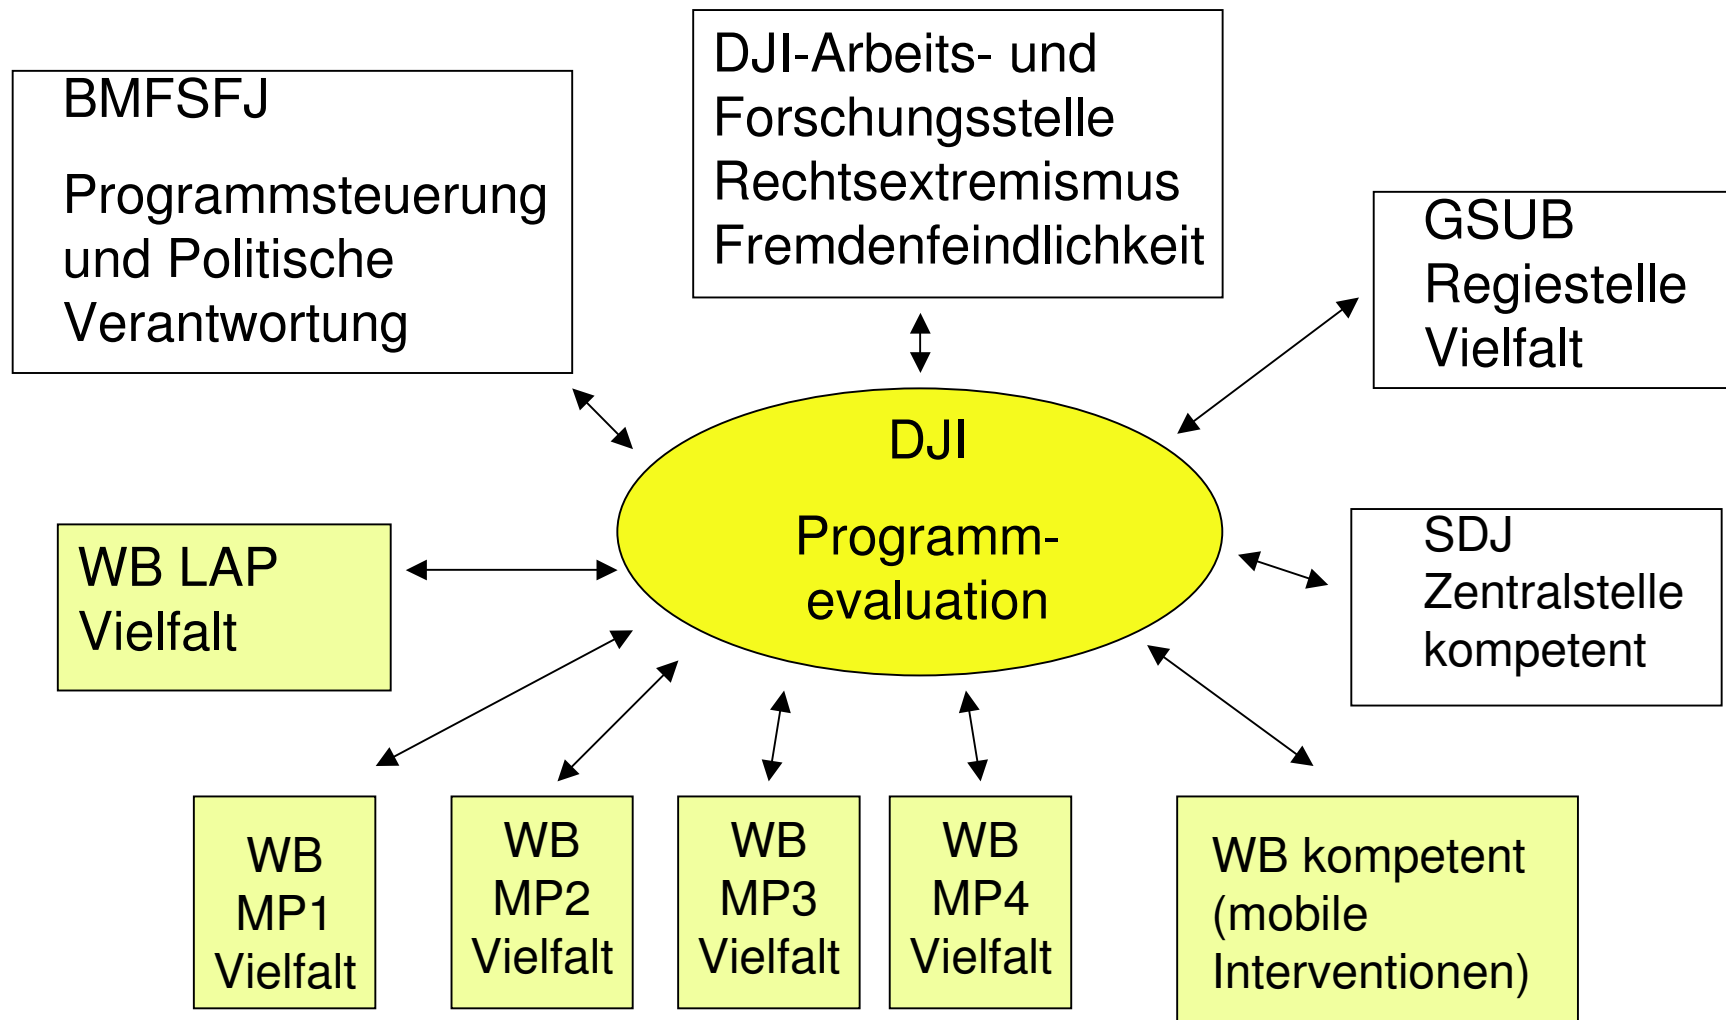 BMFSFJ
Programmsteuerung
und Politische
Verantwortung
DJI-Arbeits- und
Forschungsstelle
Rechtsextremismus
Fremdenfeindlichkeit
GSUB
Regiestelle
Vielfalt
DJI
Programm-
evaluation
WB LAP
Vielfalt
SDJ
Zentralstelle
kompetent
WB
MP1
Vielfalt
WB
MP2
Vielfalt
WB
MP3
Vielfalt
WB
MP4
Vielfalt
WB kompetent
(mobile
Interventionen)